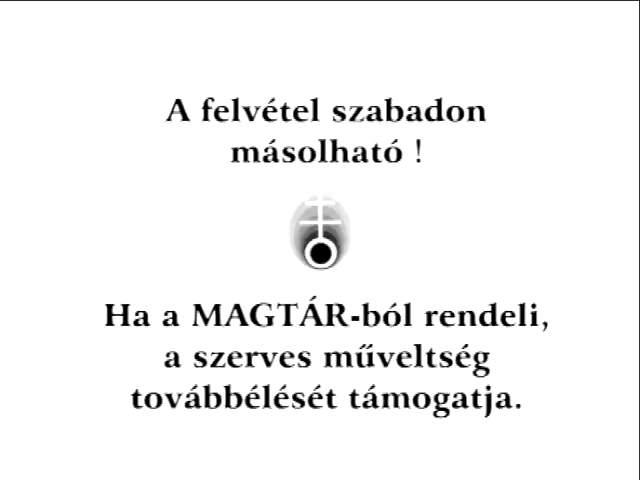 A felvétel szabadon
másolható !
Ha a MAGTÁR-ból rendeli,
a szerves műveltség
továbbélését támogatja.